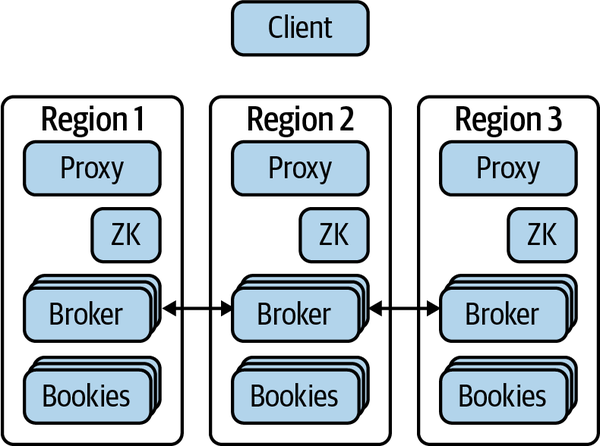 Client
Region 1
Region 2
Region 3
Proxy
Proxy
Proxy
ZK
ZK
ZK
Broker
Broker
Broker
Bookies
Bookies
Bookies